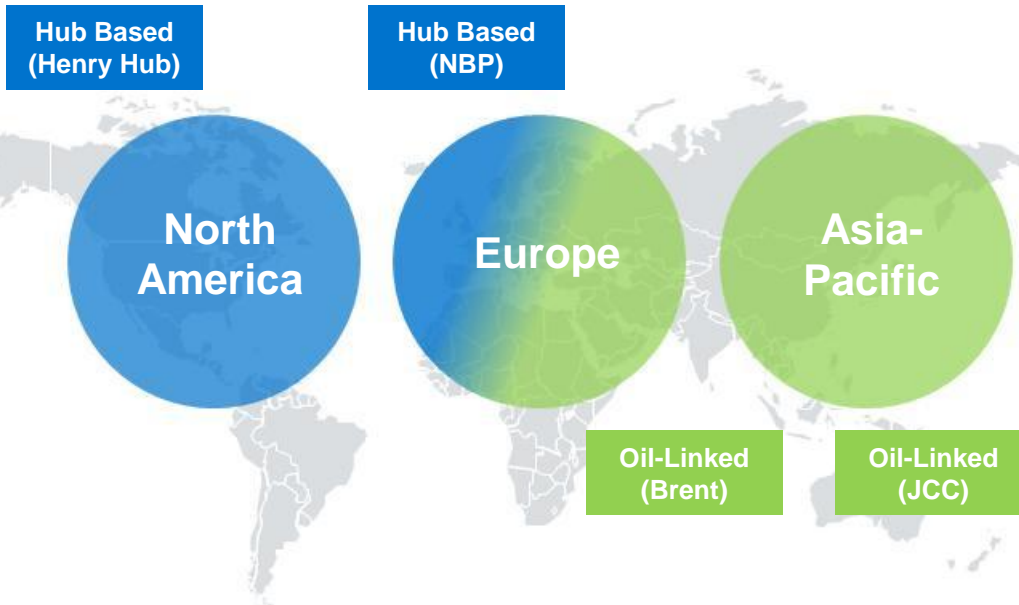 Hub Based
(Henry Hub)
Hub Based
(NBP)
North
America
Europe
Asia-
Pacific
Oil-Linked
(Brent)
Oil-Linked
(JCC)